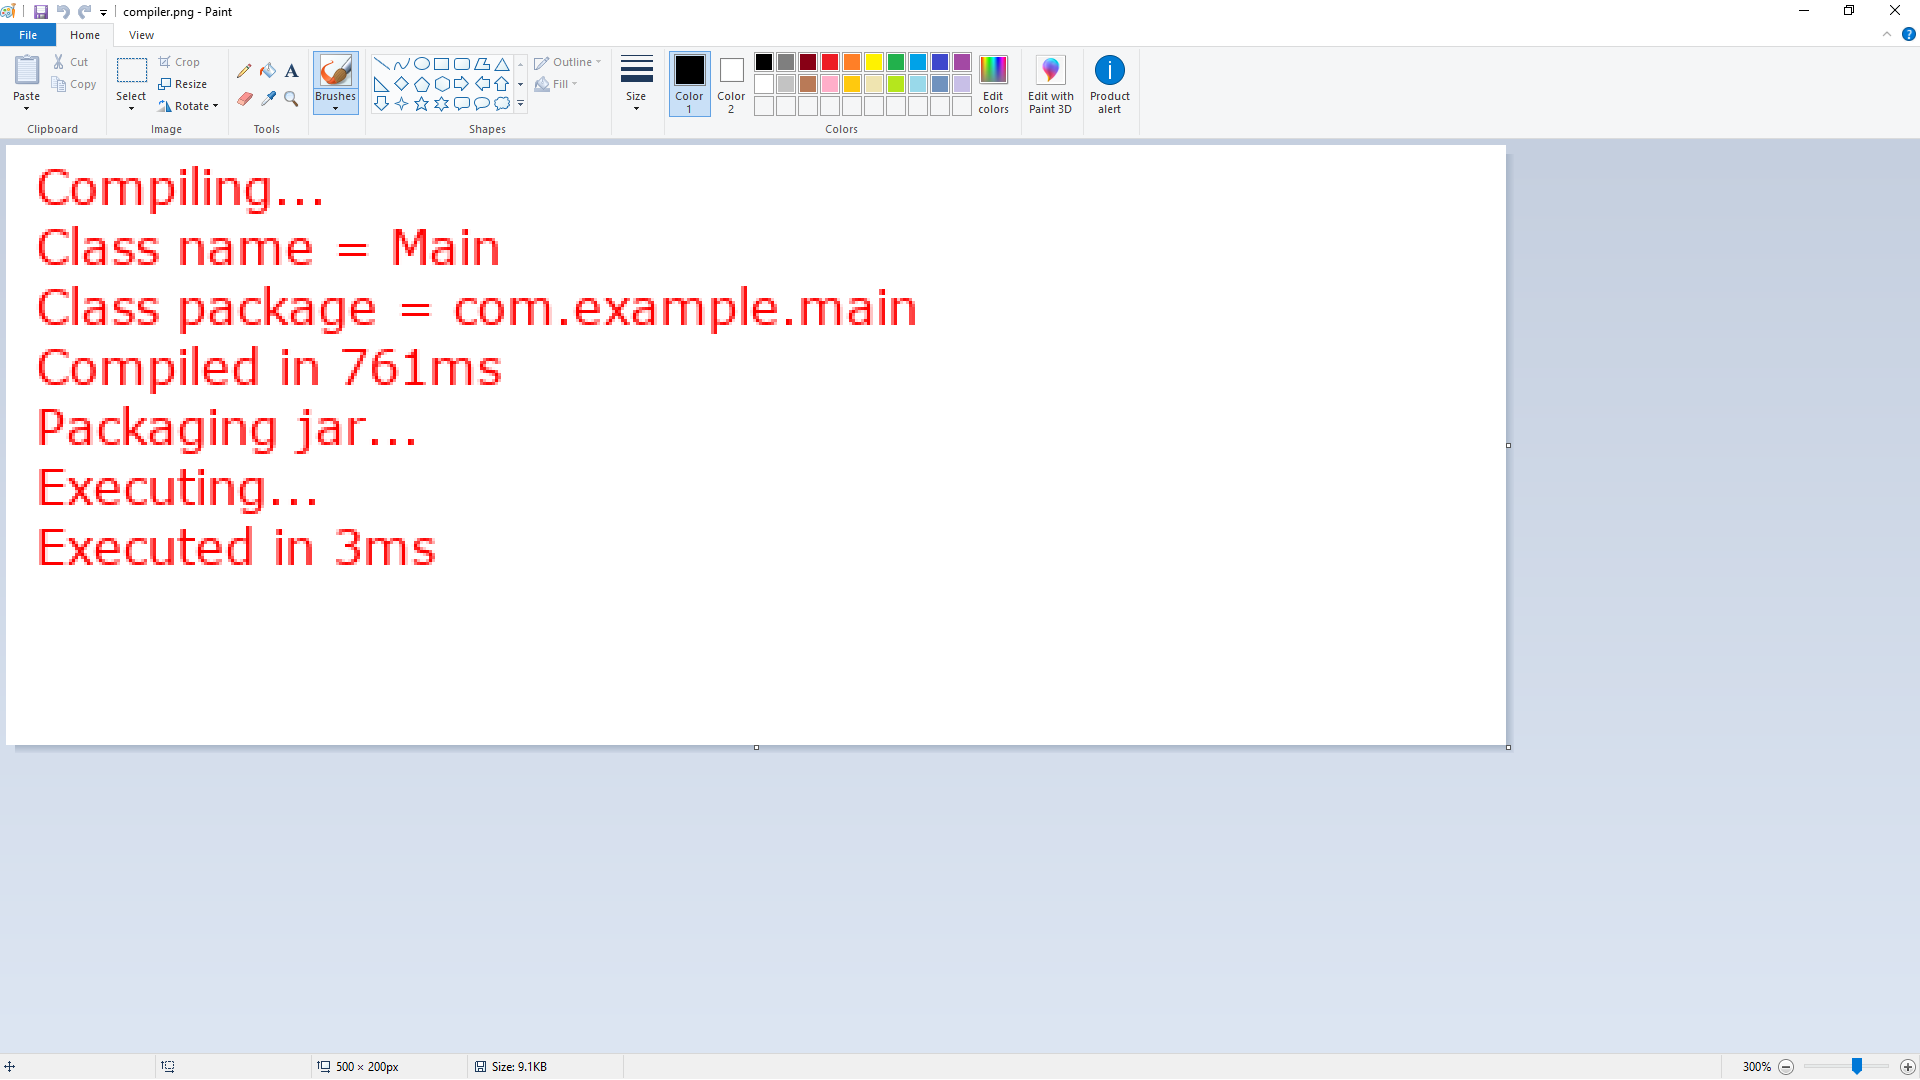 compiler.png - Paint
File Home View
Paste
Cut
Copy
Clipboard
Select
Crop
Resize
Rotate
Image
A
Tools
Brushes
Outline
Fill
Shapes
Size
Color 1
Color 2
Edit colors
Colors
Edit with Paint 3D
Product alert
Compiling...
Class name = Main
Class package = com.example.main
Compiled in 761ms
Packaging jar...
Executing...
Executed in 3ms
500 × 200px
Size: 9.1KB
300%